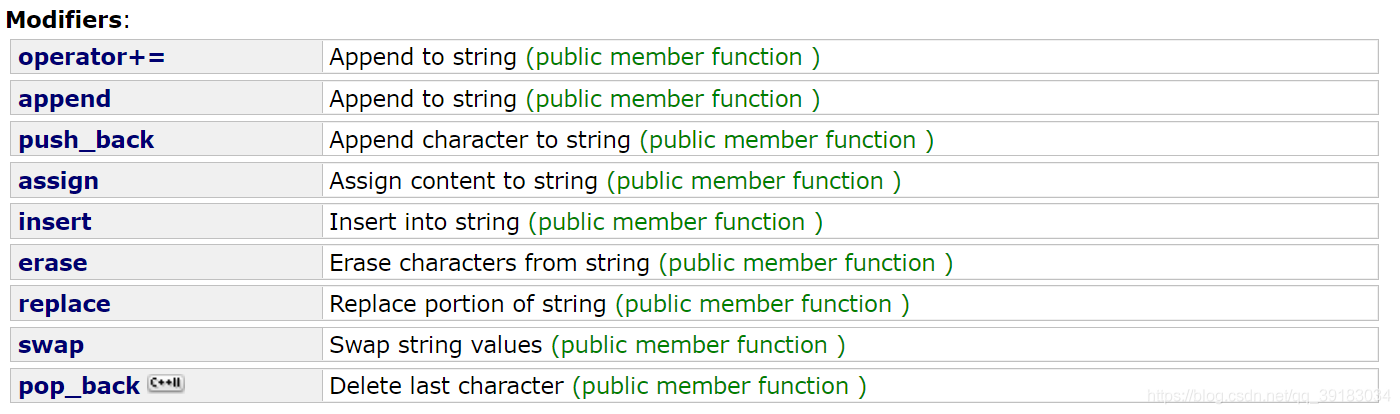 Modifiers:
operator+= Append to string (public member function )
append Append to string (public member function )
push_back Append character to string (public member function )
assign Assign content to string (public member function )
insert Insert into string (public member function )
erase Erase characters from string (public member function )
replace Replace portion of string (public member function )
swap Swap string values (public member function )
pop_back C++11 Delete last character (public member function )
https://blog.csdn.net/qq_39183034